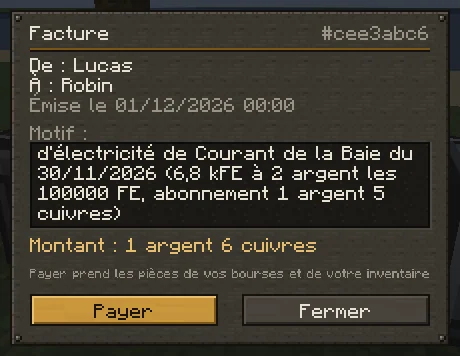 Facture #cee3abc6
De : Lucas
À : Robin
Émise le 01/12/2026 00:00
Motif :
d'électricité de Courant de la Baie du
30/11/2026 (6,8 kFE à 2 argent les
100000 FE, abonnement 1 argent 5
cuivres)
Montant : 1 argent 6 cuivres
Payer prend les pièces de vos bourses et de votre inventaire
Payer Fermer